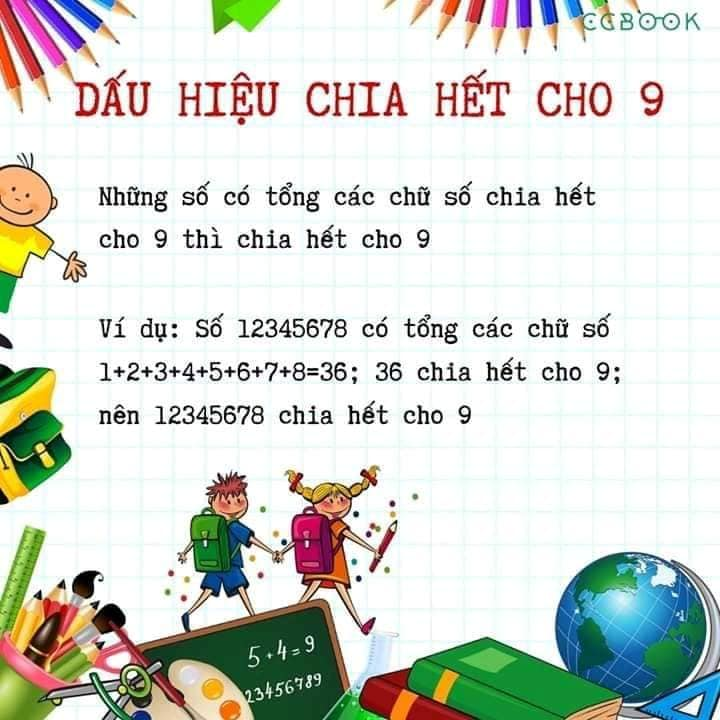 CCBOOK
DẤU HIỆU CHIA HẾT CHO 9
Những số có tổng các chữ số chia hết
cho 9 thì chia hết cho 9
Ví dụ: Số 12345678 có tổng các chữ số
1+2+3+4+5+6+7+8=36; 36 chia hết cho 9;
nên 12345678 chia hết cho 9
5+4=9
123456789